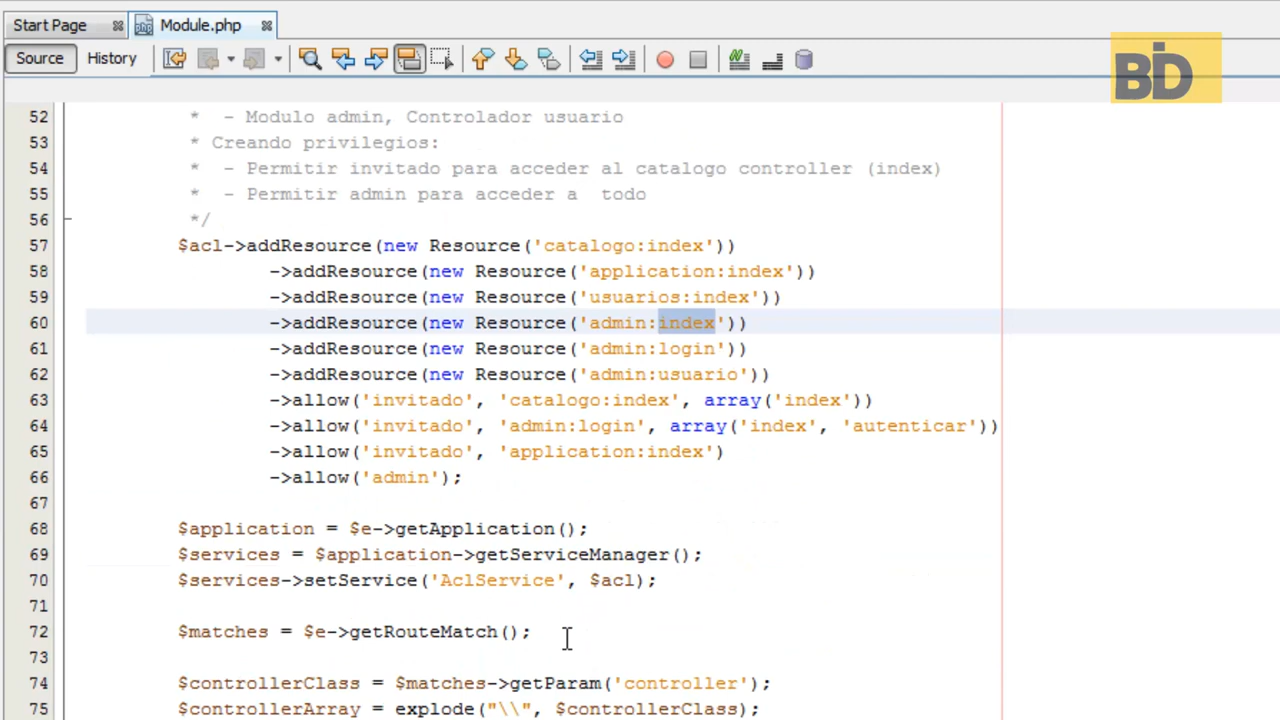 Start Page
Module.php
Source
History
BD
52 *  - Modulo admin, Controlador usuario
53 * Creando privilegios:
54 *  - Permitir invitado para acceder al catalogo controller (index)
55 *  - Permitir admin para acceder a  todo
56 */
57 $acl->addResource(new Resource('catalogo:index'))
58 ->addResource(new Resource('application:index'))
59 ->addResource(new Resource('usuarios:index'))
60 ->addResource(new Resource('admin:index'))
61 ->addResource(new Resource('admin:login'))
62 ->addResource(new Resource('admin:usuario'))
63 ->allow('invitado', 'catalogo:index', array('index'))
64 ->allow('invitado', 'admin:login', array('index', 'autenticar'))
65 ->allow('invitado', 'application:index')
66 ->allow('admin');
67
68 $application = $e->getApplication();
69 $services = $application->getServiceManager();
70 $services->setService('AclService', $acl);
71
72 $matches = $e->getRouteMatch();
73
74 $controllerClass = $matches->getParam('controller');
75 $controllerArray = explode("\\", $controllerClass);